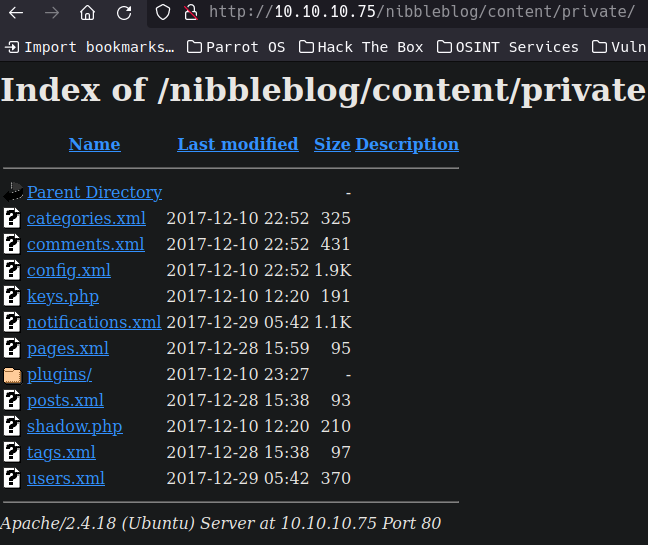 http://10.10.10.75/nibbleblog/content/private/
Import bookmarks... Parrot OS Hack The Box OSINT Services Vuln
Index of /nibbleblog/content/private
Name Last modified Size Description
Parent Directory -
categories.xml 2017-12-10 22:52 325
comments.xml 2017-12-10 22:52 431
config.xml 2017-12-10 22:52 1.9K
keys.php 2017-12-10 12:20 191
notifications.xml 2017-12-29 05:42 1.1K
pages.xml 2017-12-28 15:59 95
plugins/ 2017-12-10 23:27 -
posts.xml 2017-12-28 15:38 93
shadow.php 2017-12-10 12:20 210
tags.xml 2017-12-28 15:38 97
users.xml 2017-12-29 05:42 370
Apache/2.4.18 (Ubuntu) Server at 10.10.10.75 Port 80